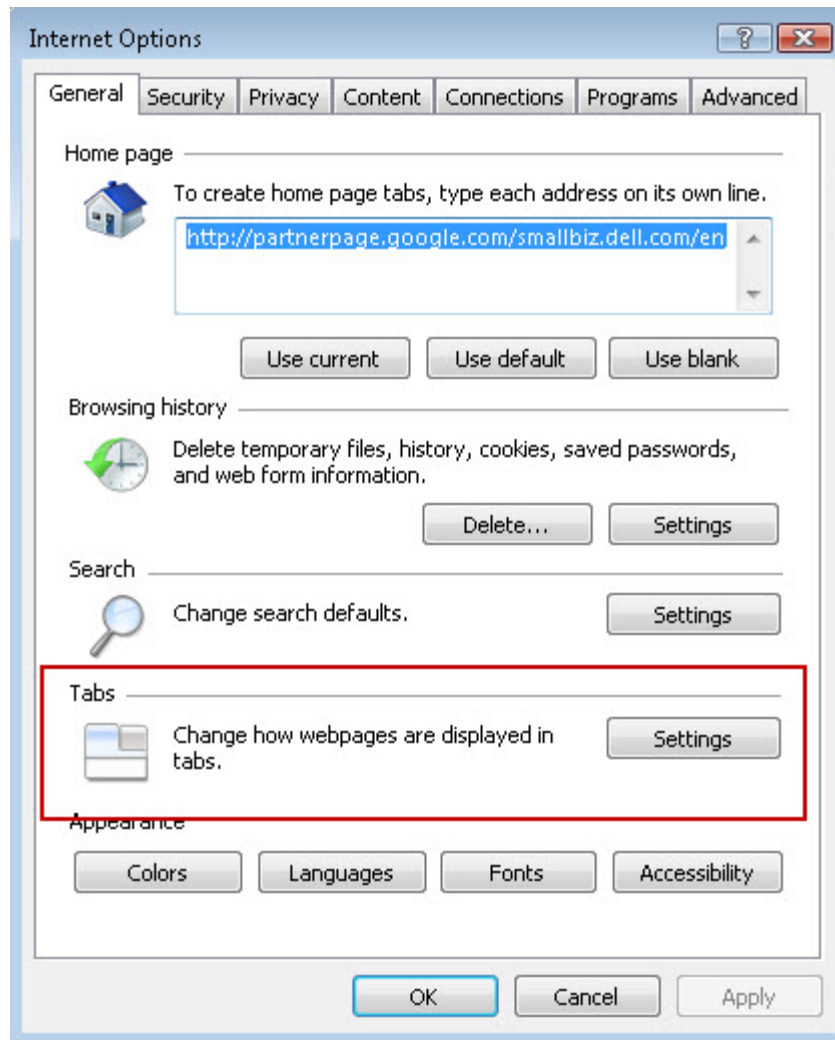 Internet Options
General Security Privacy Content Connections Programs Advanced
Home page
To create home page tabs, type each address on its own line.
http://partnerpage.google.com/smallbiz.dell.com/en
Use current Use default Use blank
Browsing history
Delete temporary files, history, cookies, saved passwords,
and web form information.
Delete... Settings
Search
Change search defaults.
Settings
Tabs
Change how webpages are displayed in
tabs.
Settings
Appearance
Colors Languages Fonts Accessibility
OK Cancel Apply